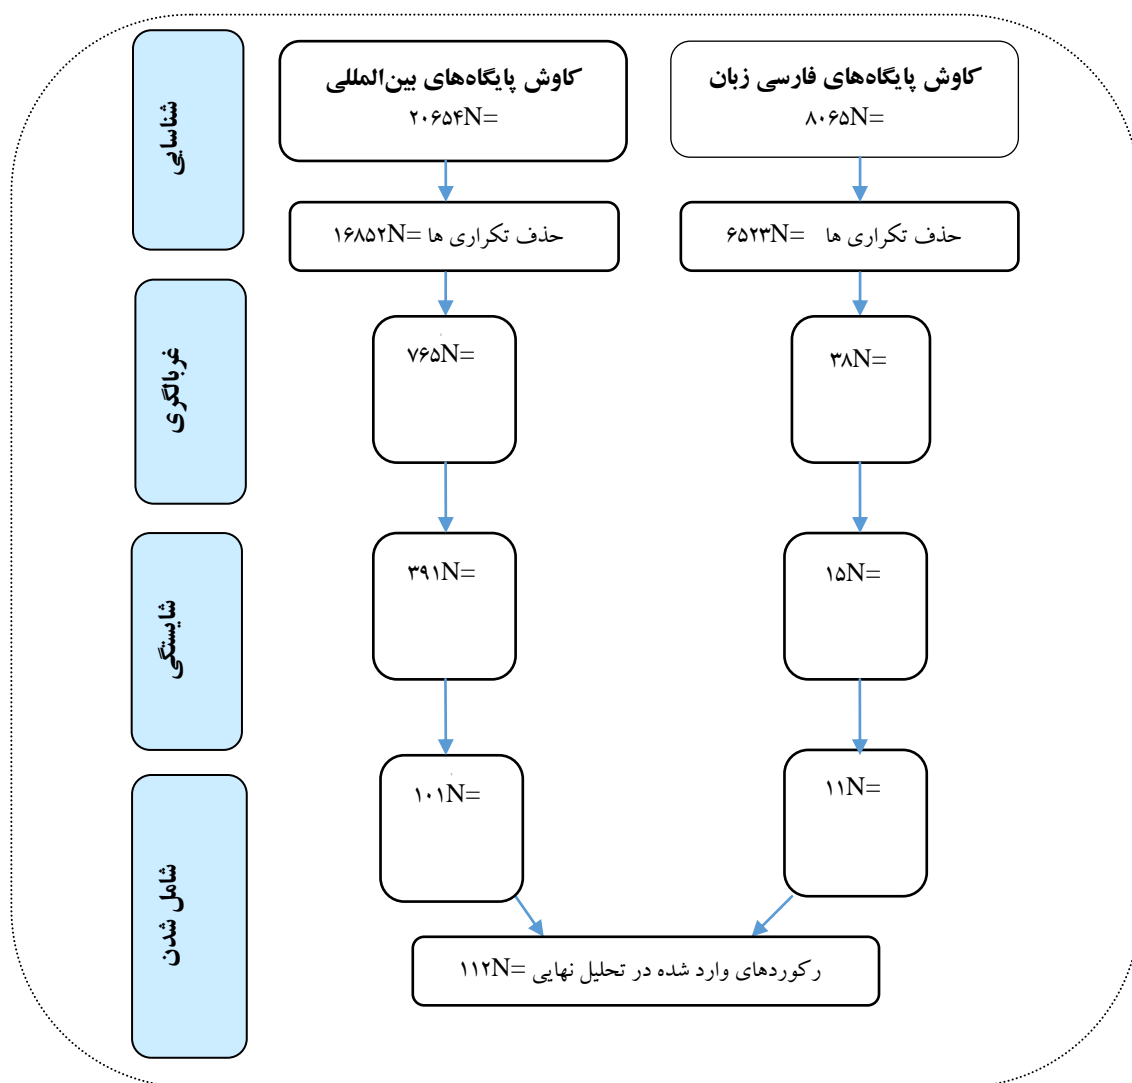 شناسایی
کاوش پایگاه‌های فارسی زبان
۸۰۶۵N=
کاوش پایگاه‌های بین‌المللی
۲۰۶۵۴N=
حذف تکراری ها ۶۵۲۳N=
حذف تکراری ها ۱۶۸۵۲N=
غربالگری
۳۸N=
۷۶۵N=
شایستگی
۱۵N=
۳۹۱N=
شامل شدن
۱۱N=
۱۰۱N=
رکوردهای وارد شده در تحلیل نهایی ۱۱۲N=